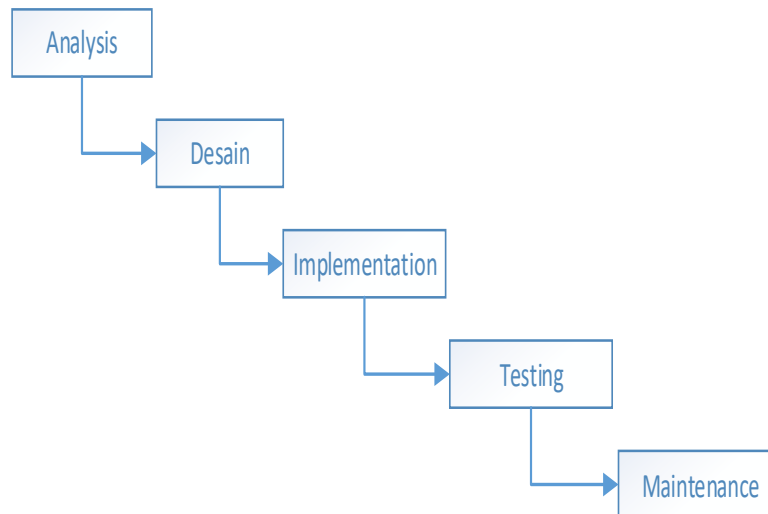 Analysis
Desain
Implementation
Testing
Maintenance